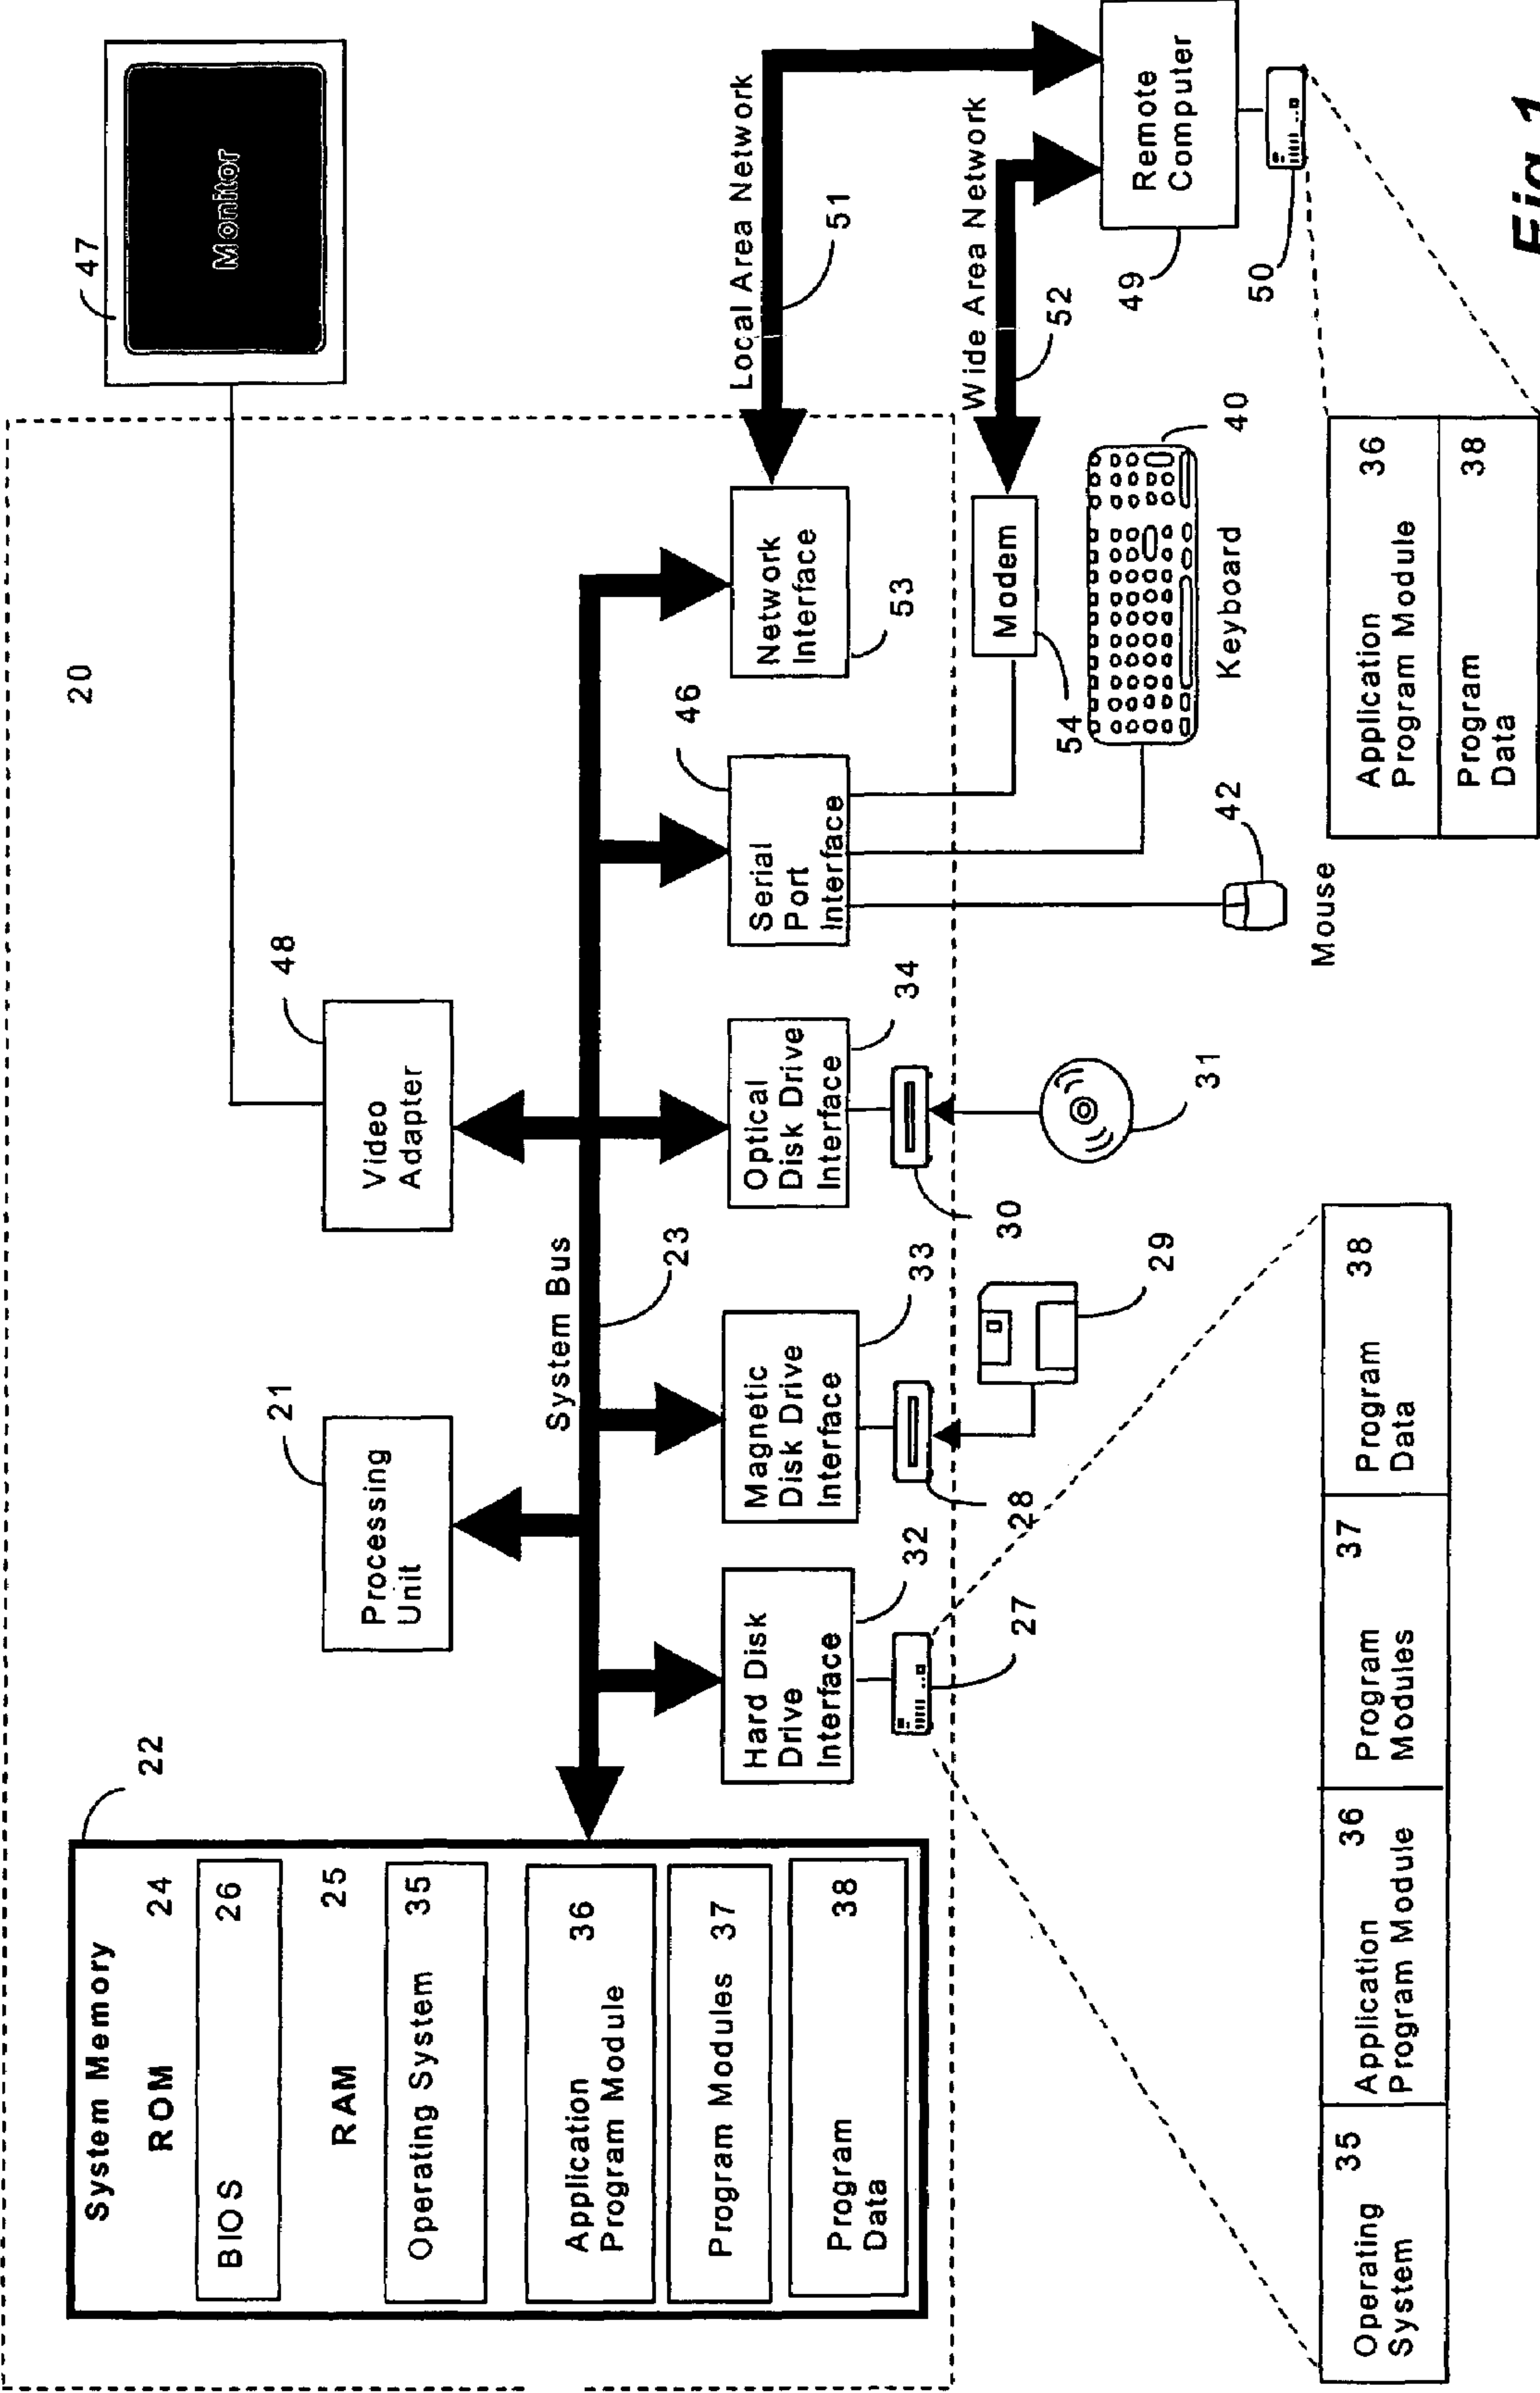 20
System Memory
22
ROM 24
BIOS 26
RAM 25
Operating System 35
Application
Program Module
36
Program Modules 37
Program
Data
38
Processing
Unit
21
Video
Adapter
48
47
Monitor
System Bus
23
Hard Disk
Drive
Interface
32
Magnetic
Disk Drive
Interface
33
Optical
Disk Drive
Interface
34
Serial
Port
Interface
46
Network
Interface
53
Local Area Network
51
27
28
29
30
31
Modem
54
Wide Area Network
52
Keyboard
40
Mouse
42
Remote
Computer
49
50
Operating
System
35
Application
Program Module
36
Program
Modules
37
Program
Data
38
Application
Program Module
36
Program
Data
38
Fig.1